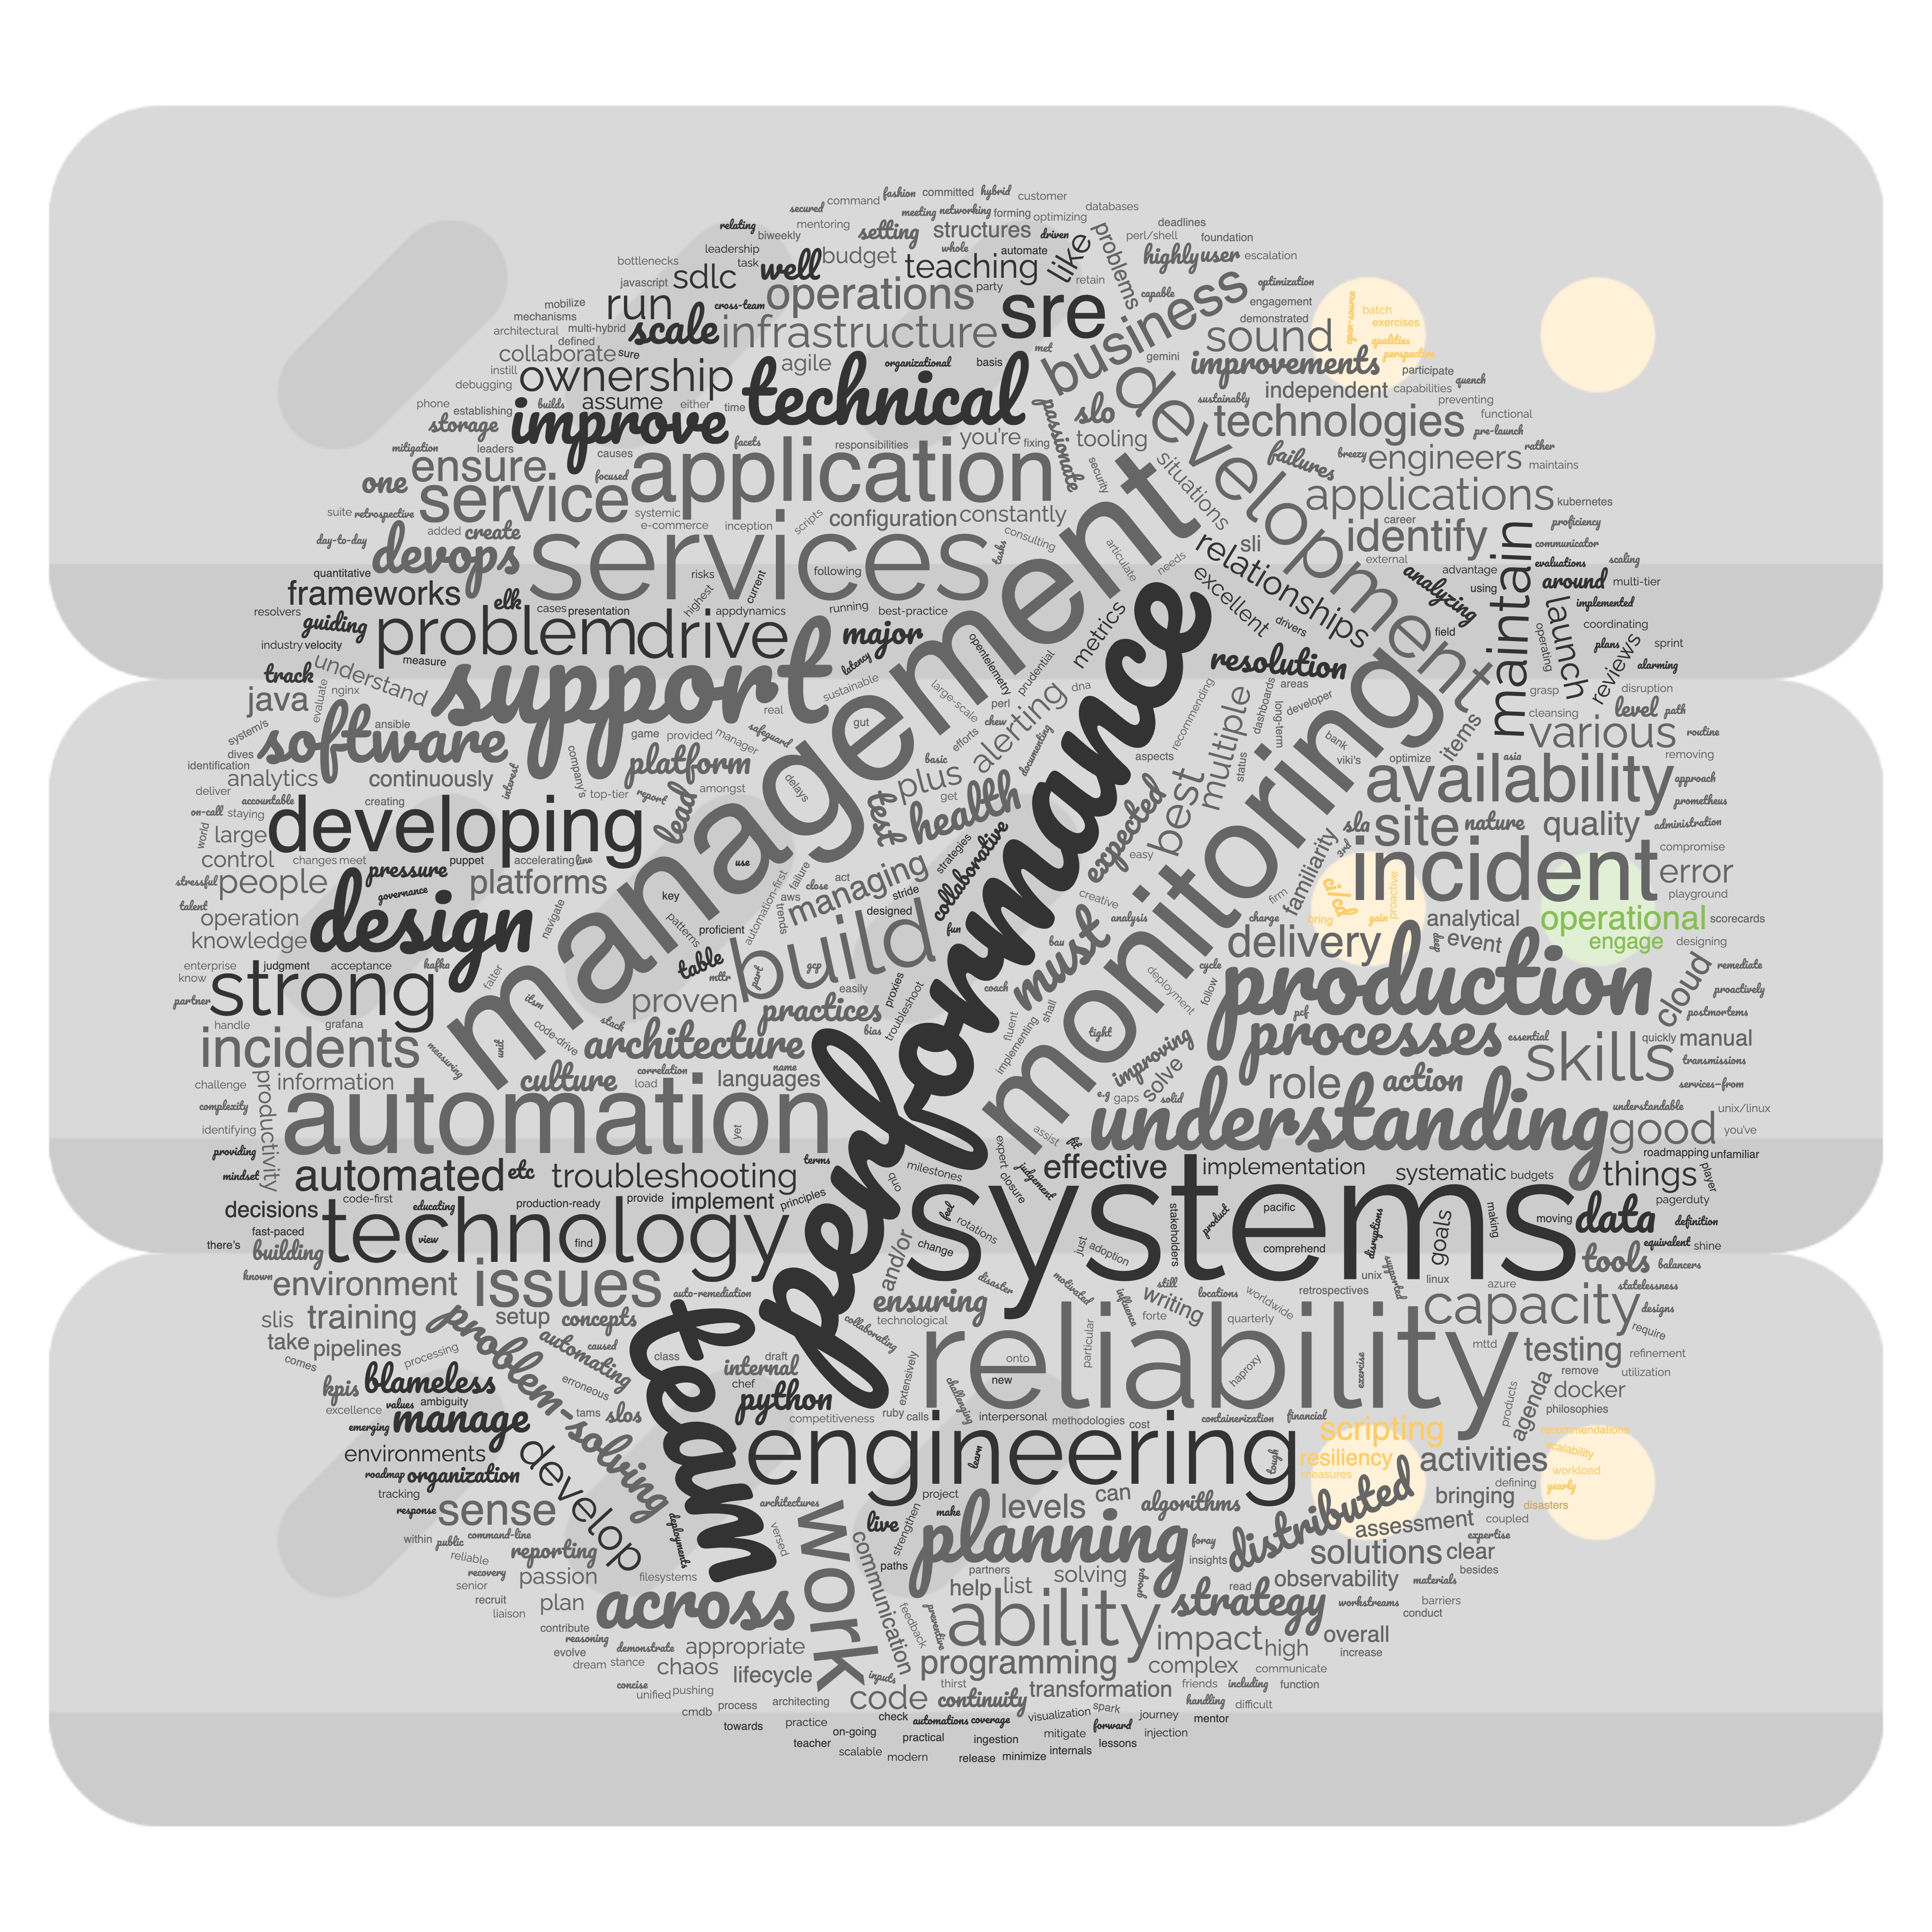 fashion committed hybrid
secured command customer
meeting networking forming optimizing databases
relating mentoring setting structures driven perl/shell deadlines
biweekly foundation
leadership whole automate like problems highly user escalation
bottlenecks task well budget teaching
javascript sdlc party retain capable optimization
mobilize run cross-team operations sre business engagement
mechanisms demonstrated open-source batch
architectural multi-hybrid scale infrastructure sound exercises
defined qualities
collaborate sure agile organizational basis met gemini improvements perspective
instill ownership participate
debugging assume technical independent capabilities quench
phone establishing builds either time sustainably preventing
storage improve passionate slo technologies functional
mitigation leaders facets responsibilities you're fixing tooling pre-launch
causes failures breezy engineers rather
ensure focused application security situations development maintains
one service applications kubernetes
suite retrospective systemic configuration constantly career
added create e-commerce inception scripts identify proficiency
day-to-day devops services tasks consulting sli communicator
articulate needs relationships external maintain evaluations scaling
quantitative risks current following excellent analyzing advantage around multi-tier
frameworks elk highest using launch implemented
resolvers cases presentation appdynamics running best-practice metrics drivers field operating coordinating
guiding problem drive major
industry velocity measure latency opentelemetry prudential resolution plans reviews sprint
track understand support management alarming
java evaluate nginx sustainable large-scale perl dna alerting areas grasp disruption
ansible real gut chew recommending multiple dashboards long-term developer cleansing level path
system/s software game provided manager safeguard efforts documenting status monitoring items various routine
dives company's platform basic aspects bank viki's optimize asia removing
identification analytics continuously interest delays plus availability approach
deliver top-tier report amongst get
accountable creating lead test health expected best prometheus
on-call staying developing sla site nature quality administration
world large collaborative performance
control changes meet puppet accelerating line use strategies easy familiarity 3rd incident compromise
stressful people pressure platforms failure act managing error
governance key automation-first close stride creative firm ci/cd proactive playground
talent design aws trends designed analysis charge bring gain analytical operational scorecards
operation navigate patterns proficient fun bau delivery deep event engage designing
knowledge build must
enterprise judgment acceptance kafka table cycle production cloud remediate
know strong falter mttr part gcp proactively
partner itsm proven easily proxies coach deployment follow pcf postmortems
handle grafana code-drive stack practices bias troubleshoot fluent shall tight processes essential quickly manual
incidents measuring unit architecture implementing improving skills transmissions
challenge productivity information culture correlation load name languages solve role action services–from
complexity automation e.g gaps solid understanding understandable unix/linux
identifying yet assist fit good you've
providing expert judgement roadmapping unfamiliar
mindset automated etc troubleshooting terms milestones closure effective implementation systematic budgets things player
code-first production-ready provide implement principles quo systems pagerduty
decisions educating feel rotations stakeholders product pacific making moving data definition
fast-paced technology view find change just adoption comprehend disruptions goals
there's building and/or equivalent shine
known environment issues auto-remediation disaster motivated still locations worldwide retrospectives unix supported linux azure tools balancers
slis training setup concepts ensuring influence writing statelessness
technological forte quarterly capacity designs
take pipelines problem-solving automating caused team collaborating reliability require
comes processing class draft internal onto particular mttd testing refinement
kpis blameless erroneous chef extensively new haproxy exercise remove utilization
values ambiguity python products docker
excellence tams slos competitiveness ruby calls challenging interpersonal methodologies cost containerization financial agenda philosophies
emerging manage scripting recommendations
environments engineering learn tough resiliency activities scalability
roadmap organization develop measures workload
tracking architectures project distributed defining yearly
response sense work live strengthen make levels can algorithms bringing disasters
within public command-line deployments versed planning assessment coupled
reliable reporting communication paths foray insights solutions clear expertise
recovery passion filesystems partners solving besides
senior help list adhoc read observability materials
recruit plan across feedback preventive ability strategy workstreams barriers
liaison conduct
contribute
reasoning demonstrate appropriate impact high overall
evolve increase
dream stance chaos lifecycle inputs programming complex communicate
concise thirst friends including function
unified pushing code continuity transformation
cmdb process architecting spark handling difficult
towards practice check automations coverage visualization journey mentor
on-going forward injection
teacher practical ingestion mitigate lessons
scalable modern release minimize internals